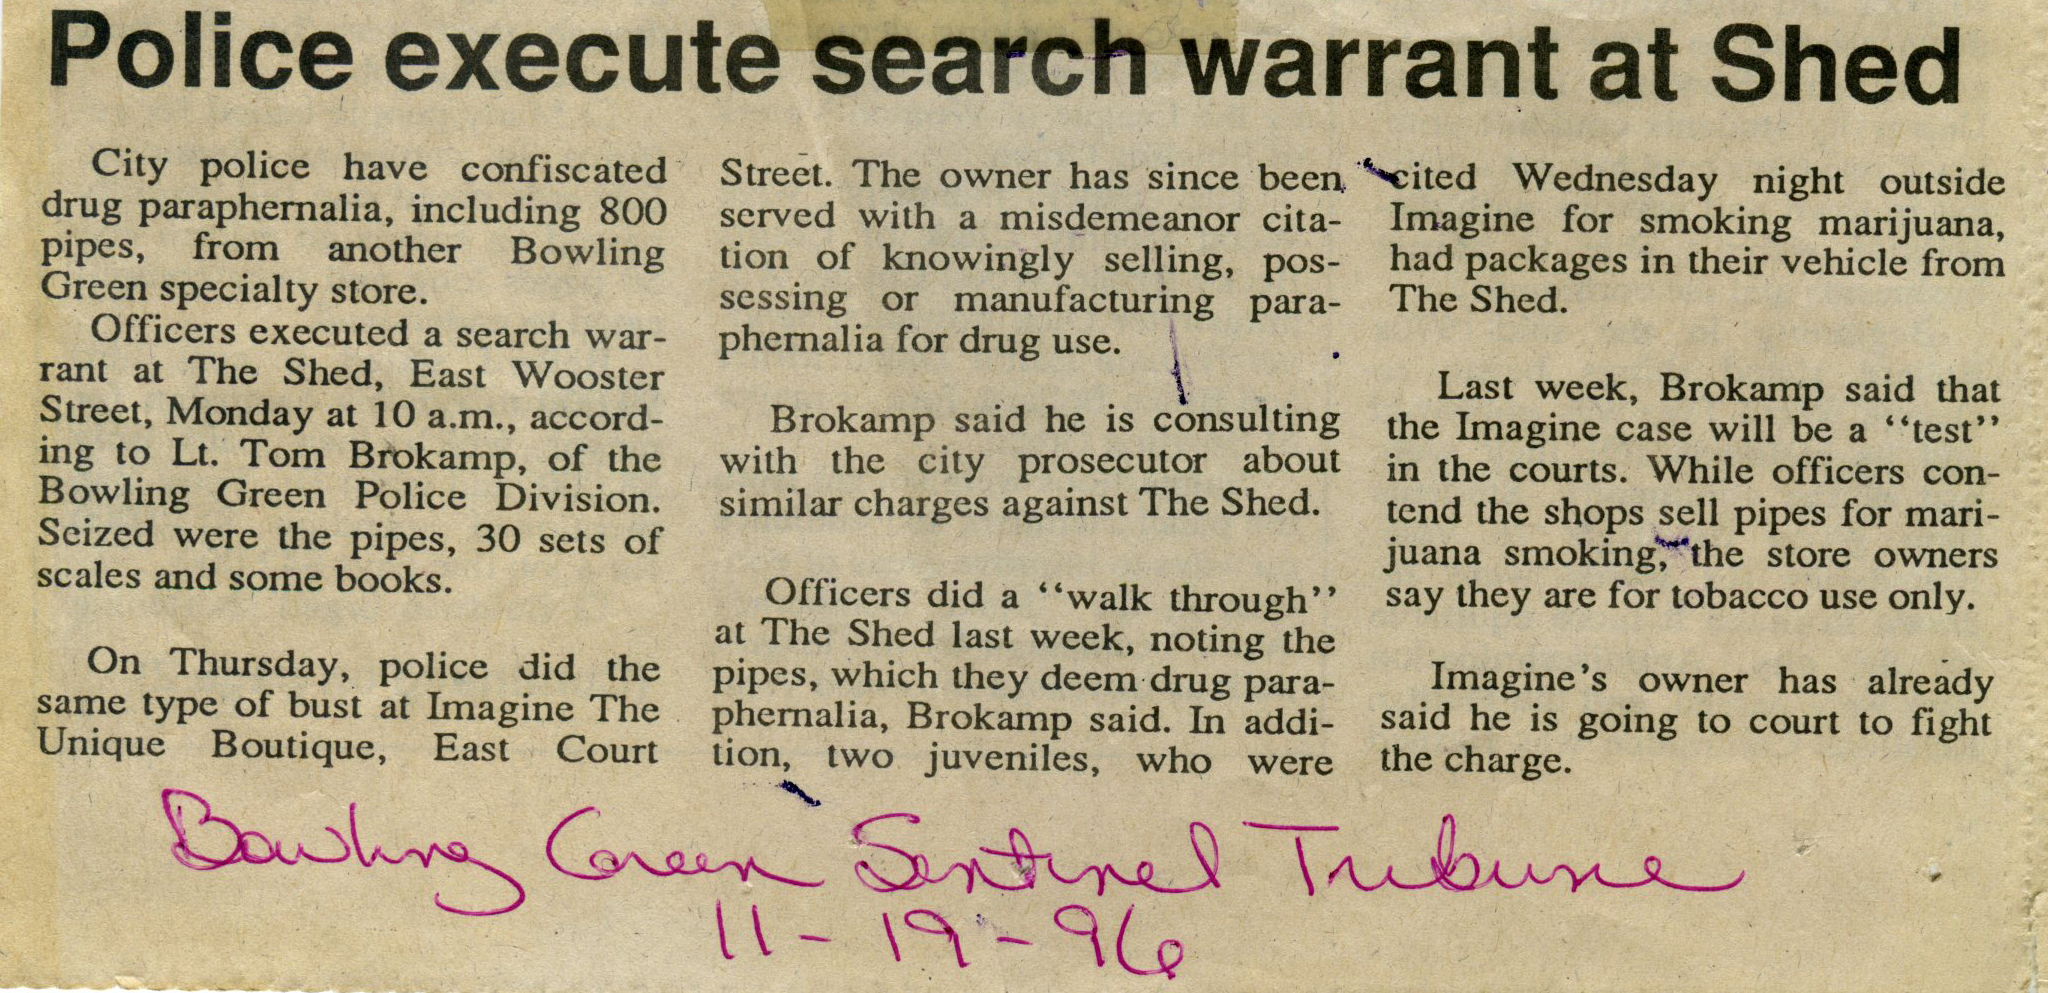 Police execute search warrant at Shed
City police have confiscated
drug paraphernalia, including 800
pipes, from another Bowling
Green specialty store.
Officers executed a search war-
rant at The Shed, East Wooster
Street, Monday at 10 a.m., accord-
ing to Lt. Tom Brokamp, of the
Bowling Green Police Division.
Seized were the pipes, 30 sets of
scales and some books.
On Thursday, police did the
same type of bust at Imagine The
Unique Boutique, East Court
Street. The owner has since been
served with a misdemeanor cita-
tion of knowingly selling, pos-
sessing or manufacturing para-
phernalia for drug use.
Brokamp said he is consulting
with the city prosecutor about
similar charges against The Shed.
Officers did a ‘‘walk through’’
at The Shed last week, noting the
pipes, which they deem drug para-
phernalia, Brokamp said. In addi-
tion, two juveniles, who were
cited Wednesday night outside
Imagine for smoking marijuana,
had packages in their vehicle from
The Shed.
Last week, Brokamp said that
the Imagine case will be a ‘‘test’’
in the courts. While officers con-
tend the shops sell pipes for mari-
juana smoking, the store owners
say they are for tobacco use only.
Imagine’s owner has already
said he is going to court to fight
the charge.
Bowling Green Sentinel Tribune
11-19-96